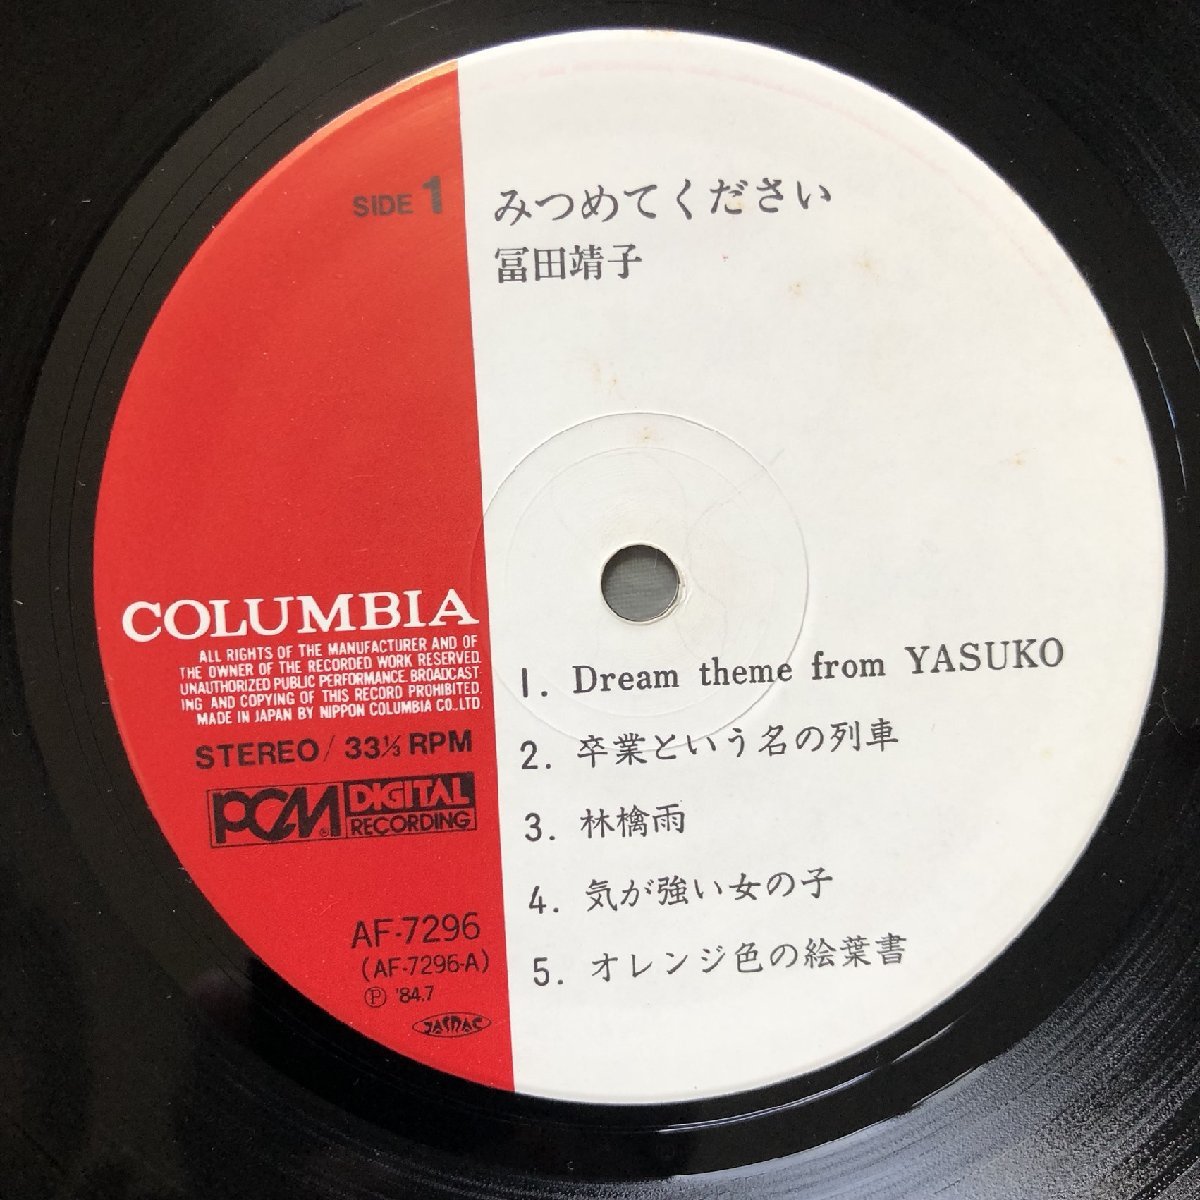 SIDE 1
みつめてください
冨田靖子
COLUMBIA
ALL RIGHTS OF THE MANUFACTURER AND OF
THE OWNER OF THE RECORDED WORK RESERVED.
UNAUTHORIZED PUBLIC PERFORMANCE. BROADCAST-
ING AND COPYING OF THIS RECORD PROHIBITED.
MADE IN JAPAN BY NIPPON COLUMBIA CO., LTD.
STEREO/ 33⅓ RPM
PCM® DIGITAL
RECORDING
AF-7296
(AF-7296-A)
Ⓟ '84.7
JASRAC
1. Dream theme from YASUKO
2. 卒業という名の列車
3. 林檎雨
4. 気が強い女の子
5. オレンジ色の絵葉書